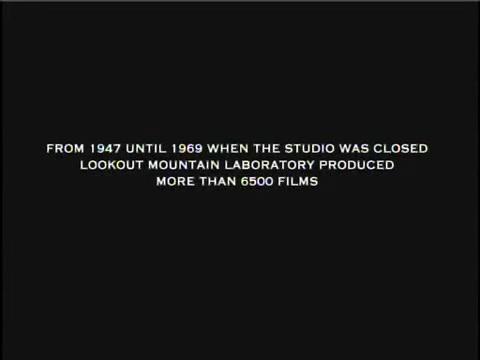 FROM 1947 UNTIL 1969 WHEN THE STUDIO WAS CLOSED
LOOKOUT MOUNTAIN LABORATORY PRODUCED
MORE THAN 6500 FILMS